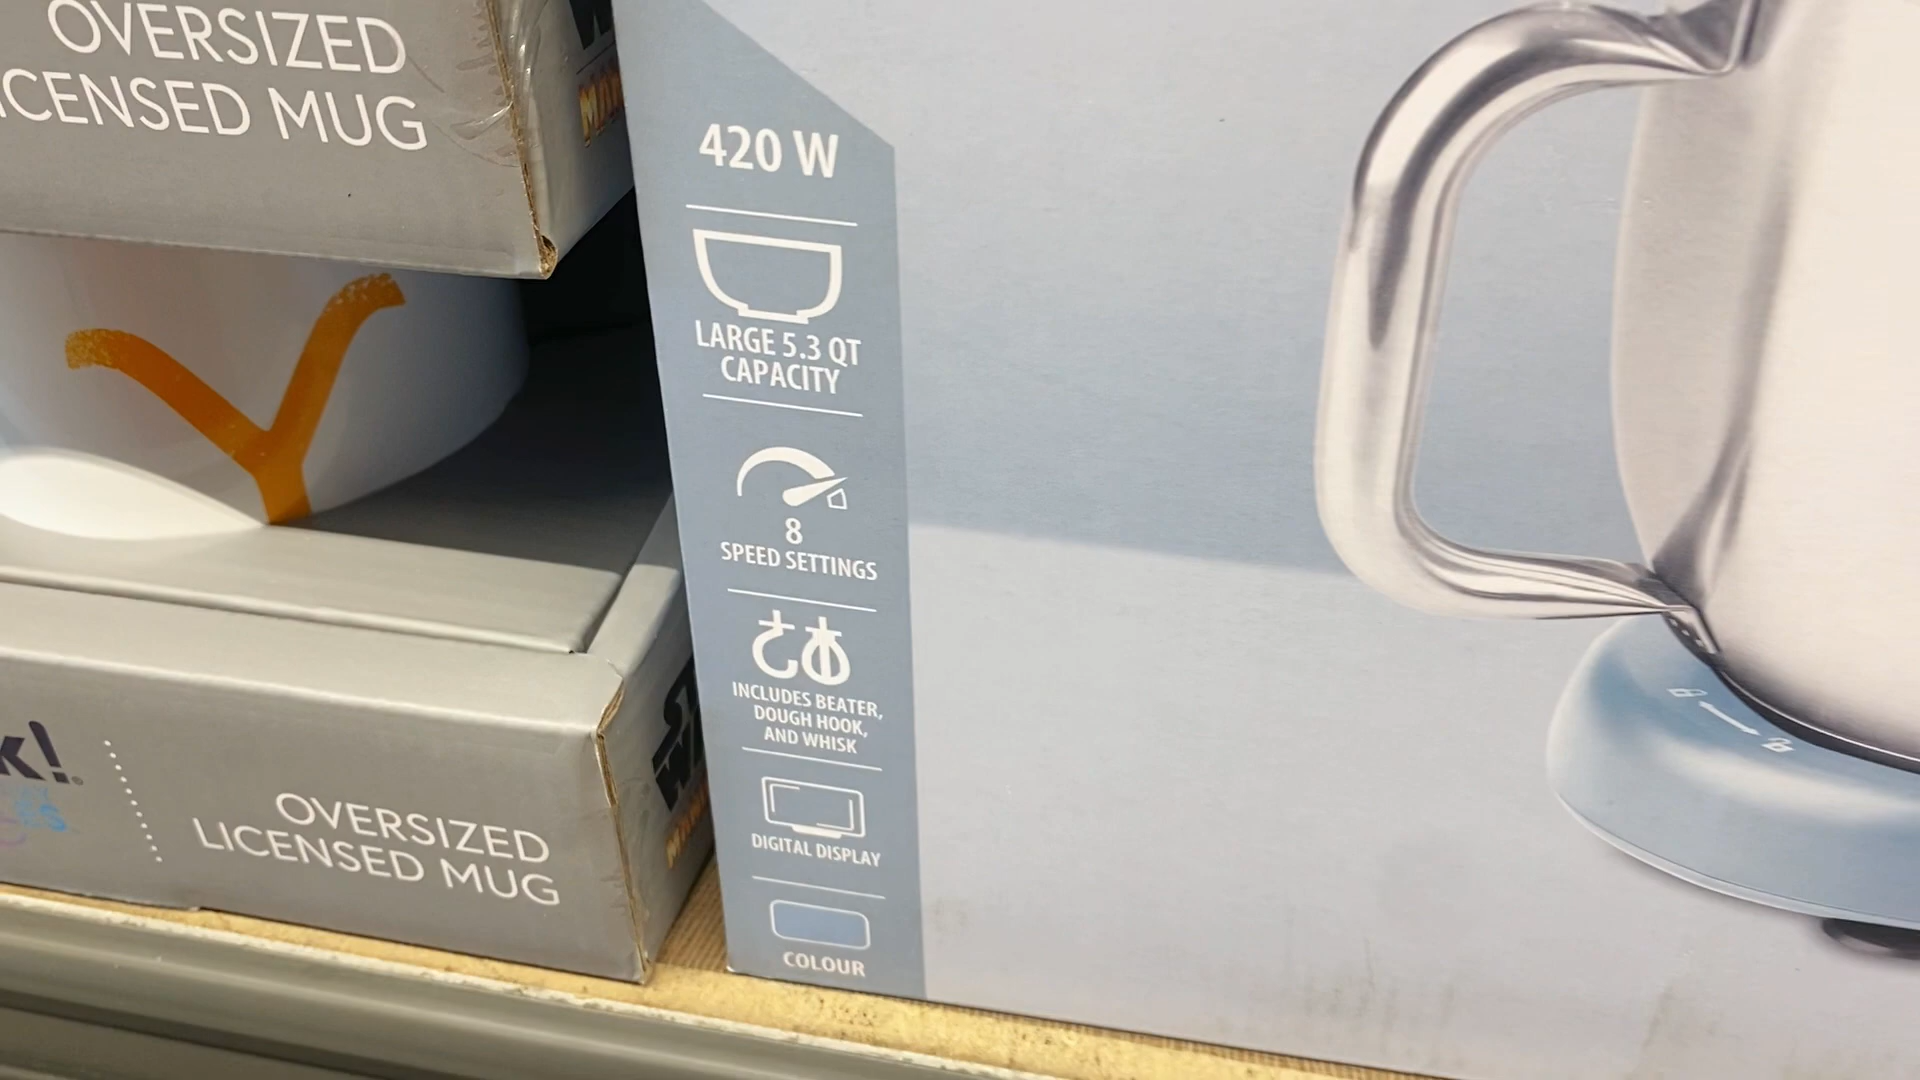 OVERSIZED
LICENSED MUG
420 W
LARGE 5.3 QT
CAPACITY
8
SPEED SETTINGS
INCLUDES BEATER,
DOUGH HOOK,
AND WHISK
DIGITAL DISPLAY
COLOUR
k!
OVERSIZED
LICENSED MUG